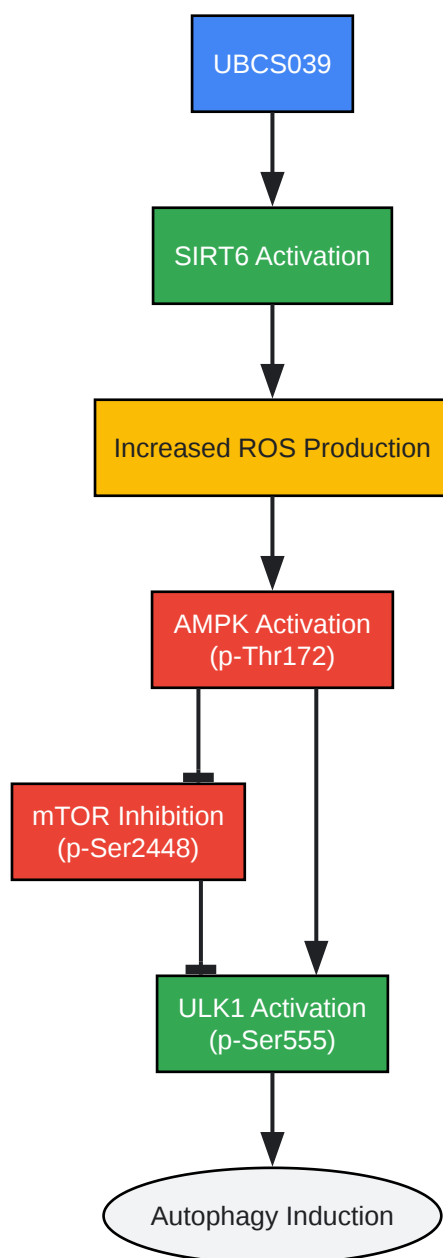 UBCS039
SIRT6 Activation
Increased ROS Production
AMPK Activation
(p-Thr172)
mTOR Inhibition
(p-Ser2448)
ULK1 Activation
(p-Ser555)
Autophagy Induction